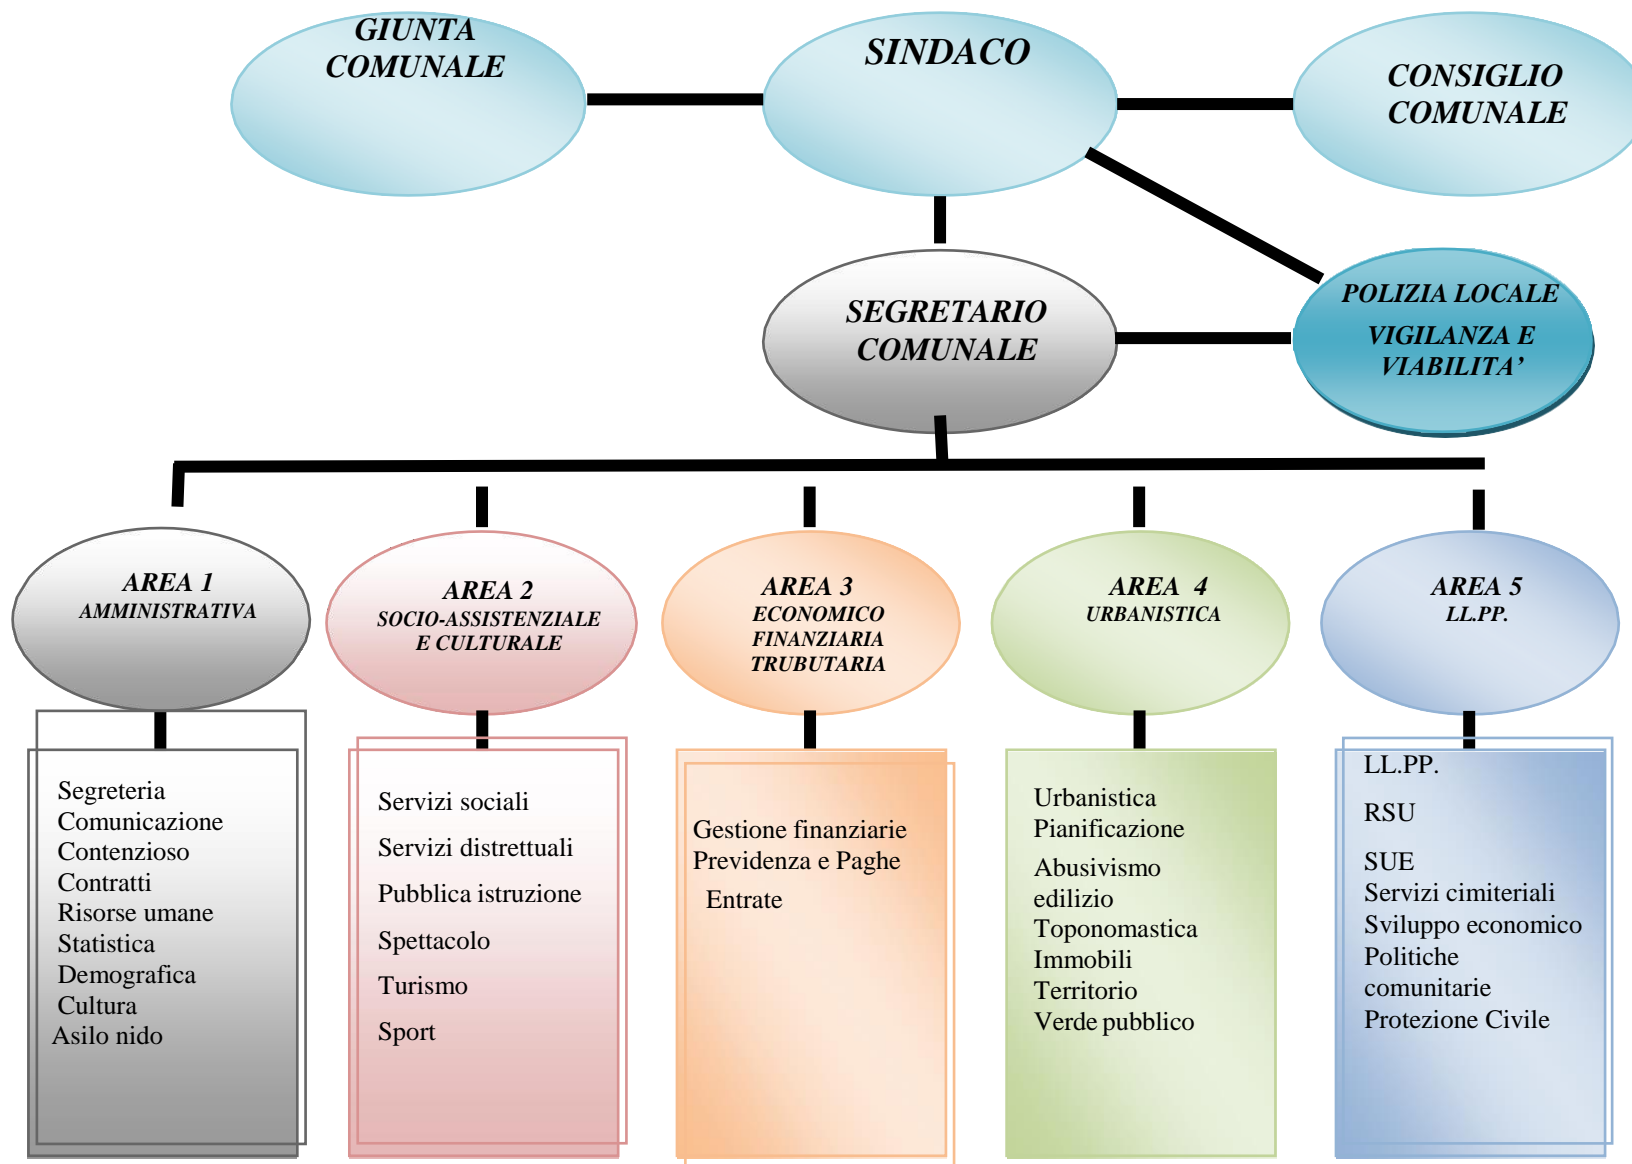 GIUNTA
COMUNALE
SINDACO
CONSIGLIO
COMUNALE
SEGRETARIO
COMUNALE
POLIZIA LOCALE
VIGILANZA E
VIABILITA’
AREA 1
AMMINISTRATIVA
AREA 2
SOCIO-ASSISTENZIALE
E CULTURALE
AREA 3
ECONOMICO
FINANZIARIA
TRUBUTARIA
AREA 4
URBANISTICA
AREA 5
LL.PP.
Segreteria
Comunicazione
Contenzioso
Contratti
Risorse umane
Statistica
Demografica
Cultura
Asilo nido
Servizi sociali
Servizi distrettuali
Pubblica istruzione
Spettacolo
Turismo
Sport
Gestione finanziarie
Previdenza e Paghe
Entrate
Urbanistica
Pianificazione
Abusivismo
edilizio
Toponomastica
Immobili
Territorio
Verde pubblico
LL.PP.
RSU
SUE
Servizi cimiteriali
Sviluppo economico
Politiche
comunitarie
Protezione Civile